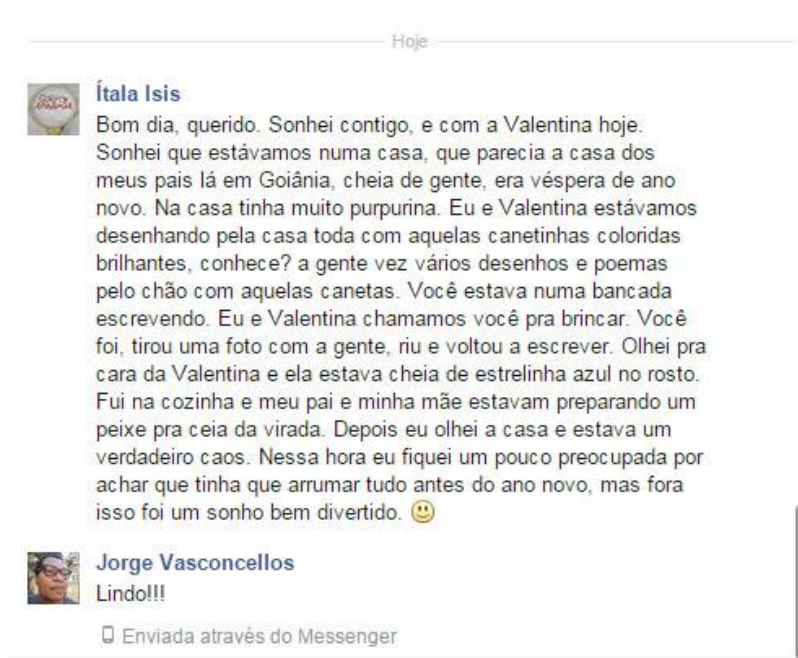 Hoje
Ítala Isis
Bom dia, querido. Sonhei contigo, e com a Valentina hoje.
Sonhei que estávamos numa casa, que parecia a casa dos
meus pais lá em Goiânia, cheia de gente, era véspera de ano
novo. Na casa tinha muito purpurina. Eu e Valentina estávamos
desenhando pela casa toda com aquelas canetinhas coloridas
brilhantes, conhece? a gente vez vários desenhos e poemas
pelo chão com aquelas canetas. Você estava numa bancada
escrevendo. Eu e Valentina chamamos você pra brincar. Você
foi, tirou uma foto com a gente, riu e voltou a escrever. Olhei pra
cara da Valentina e ela estava cheia de estrelinha azul no rosto.
Fui na cozinha e meu pai e minha mãe estavam preparando um
peixe pra ceia da virada. Depois eu olhei a casa e estava um
verdadeiro caos. Nessa hora eu fiquei um pouco preocupada por
achar que tinha que arrumar tudo antes do ano novo, mas fora
isso foi um sonho bem divertido.
Jorge Vasconcellos
Lindo!!!
Enviada através do Messenger